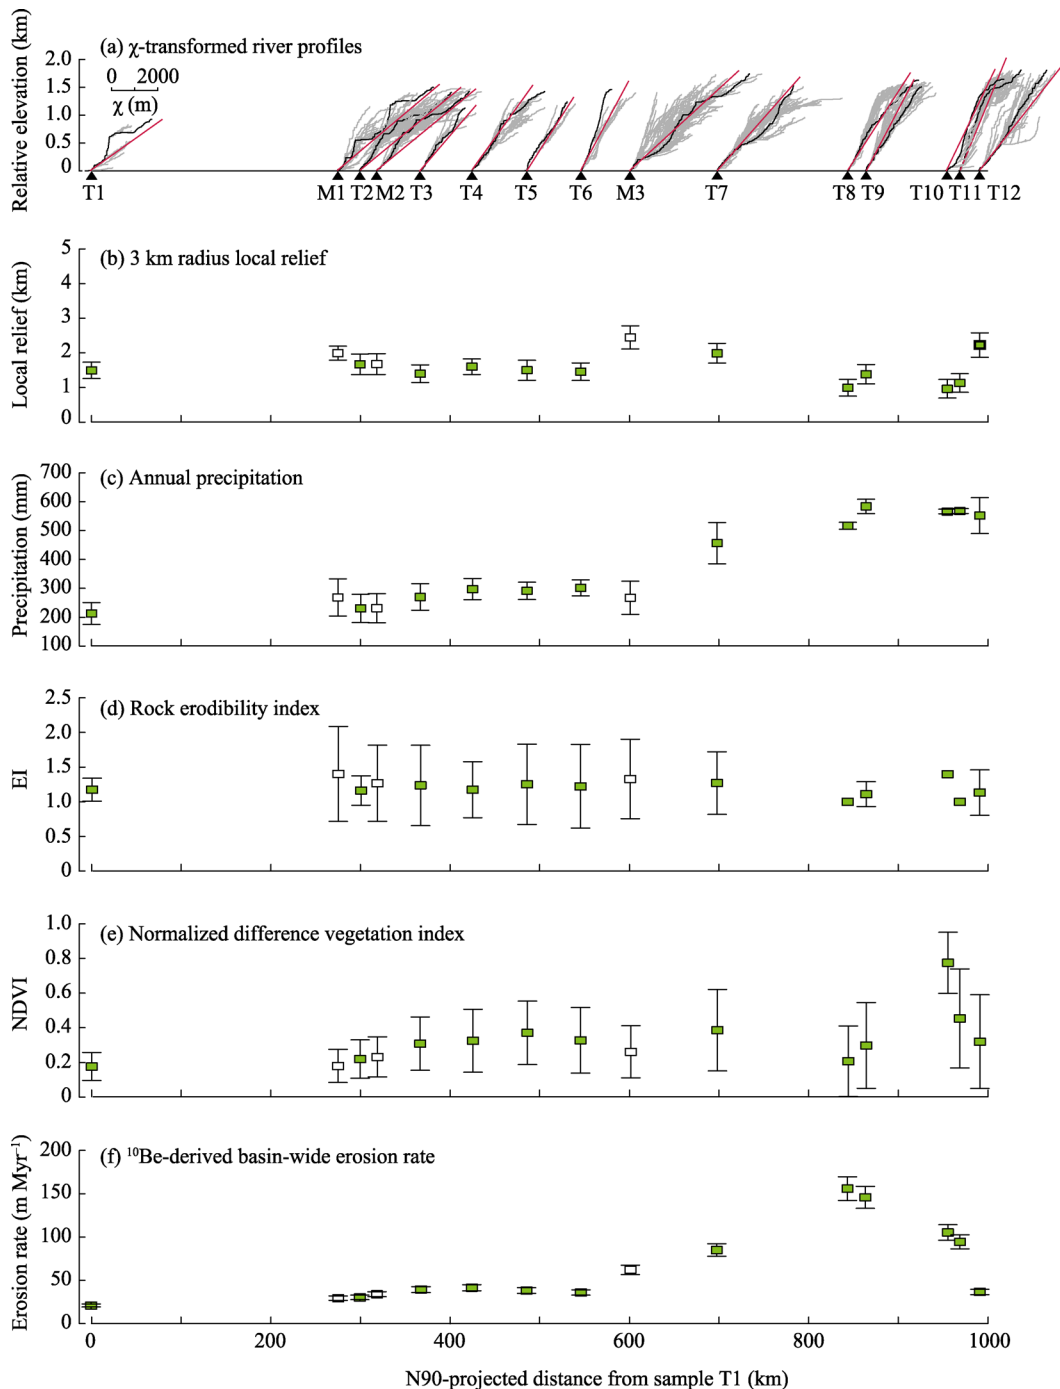 (a) χ-transformed river profiles
Relative elevation (km)
2.0
1.5
1.0
0.5
0
0 2000
χ (m)
T1 M1 T2 M2 T3 T4 T5 T6 M3 T7 T8 T9 T10 T11 T12
(b) 3 km radius local relief
Local relief (km)
5
4
3
2
1
0
(c) Annual precipitation
Precipitation (mm)
700
600
500
400
300
200
100
(d) Rock erodibility index
EI
2.5
2.0
1.5
1.0
0.5
0
(e) Normalized difference vegetation index
NDVI
1.0
0.8
0.6
0.4
0.2
0
(f) ¹⁰Be-derived basin-wide erosion rate
Erosion rate (m Myr⁻¹)
200
150
100
50
0
0 200 400 600 800 1000
N90-projected distance from sample T1 (km)